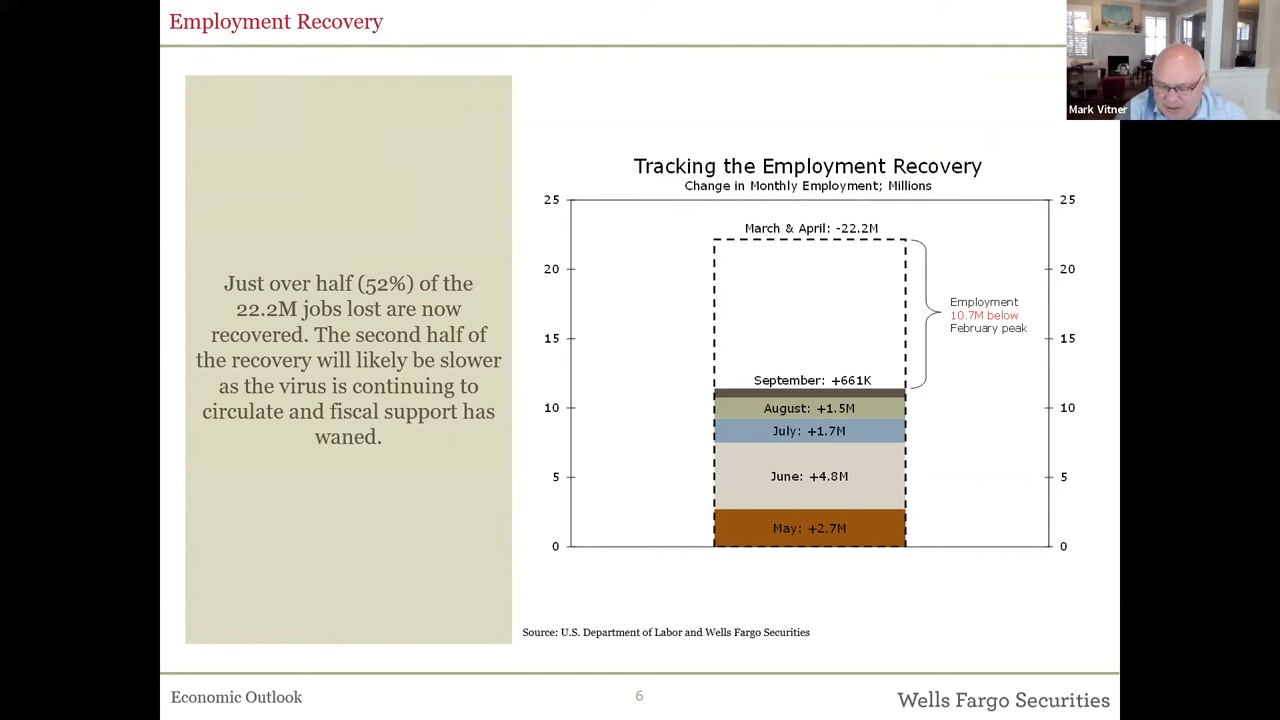 Employment Recovery
Mark Vitner
Just over half (52%) of the
22.2M jobs lost are now
recovered. The second half of
the recovery will likely be slower
as the virus is continuing to
circulate and fiscal support has
waned.
Tracking the Employment Recovery
Change in Monthly Employment; Millions
25 25
March & April: -22.2M
20 20
Employment
10.7M below
February peak
15 15
September: +661K
10 August: +1.5M 10
July: +1.7M
5 June: +4.8M 5
May: +2.7M
0 0
Source: U.S. Department of Labor and Wells Fargo Securities
Economic Outlook
6
Wells Fargo Securities